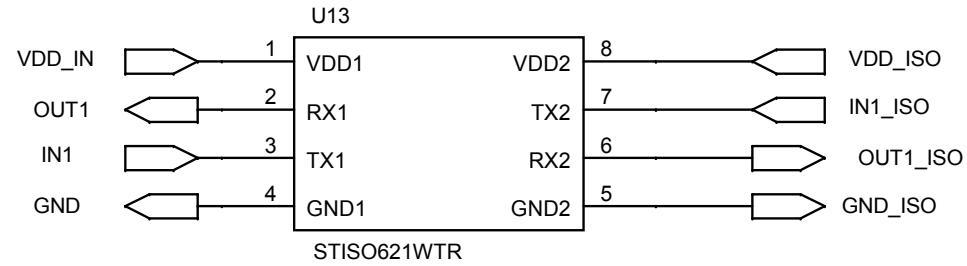 U13
VDD_IN 1 VDD1 VDD2 8 VDD_ISO
OUT1 2 RX1 TX2 7 IN1_ISO
IN1 3 TX1 RX2 6 OUT1_ISO
GND 4 GND1 GND2 5 GND_ISO
STISO621WTR